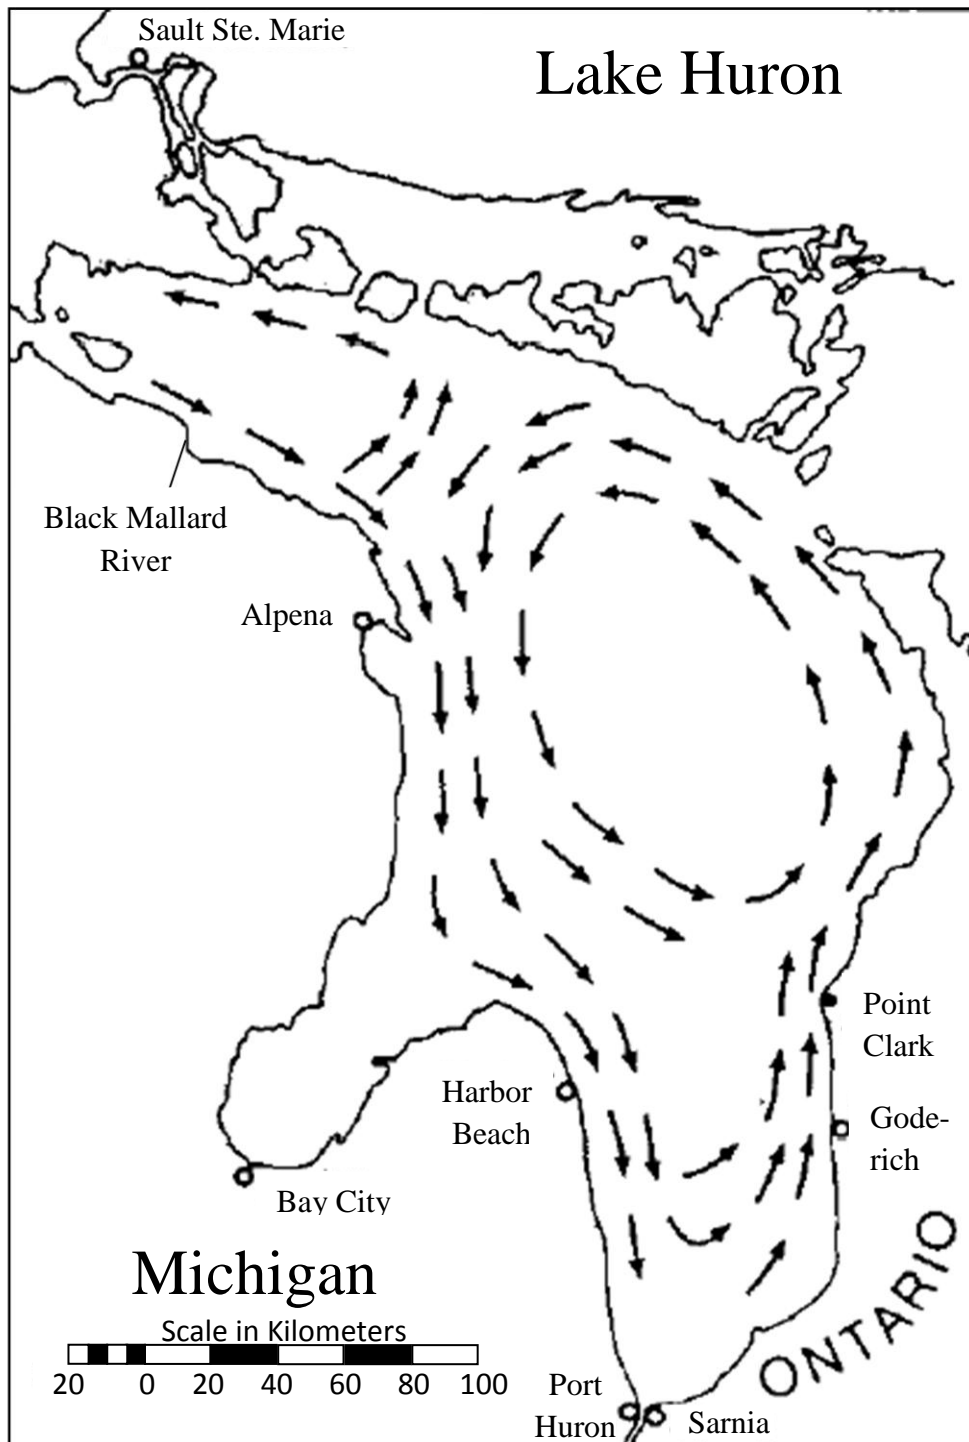 Sault Ste. Marie
Lake Huron
Black Mallard
River
Alpena
Point
Clark
Harbor
Beach
Gode-
rich
Bay City
Michigan
ONTARIO
Scale in Kilometers
20 0 20 40 60 80 100
Port
Huron
Sarnia